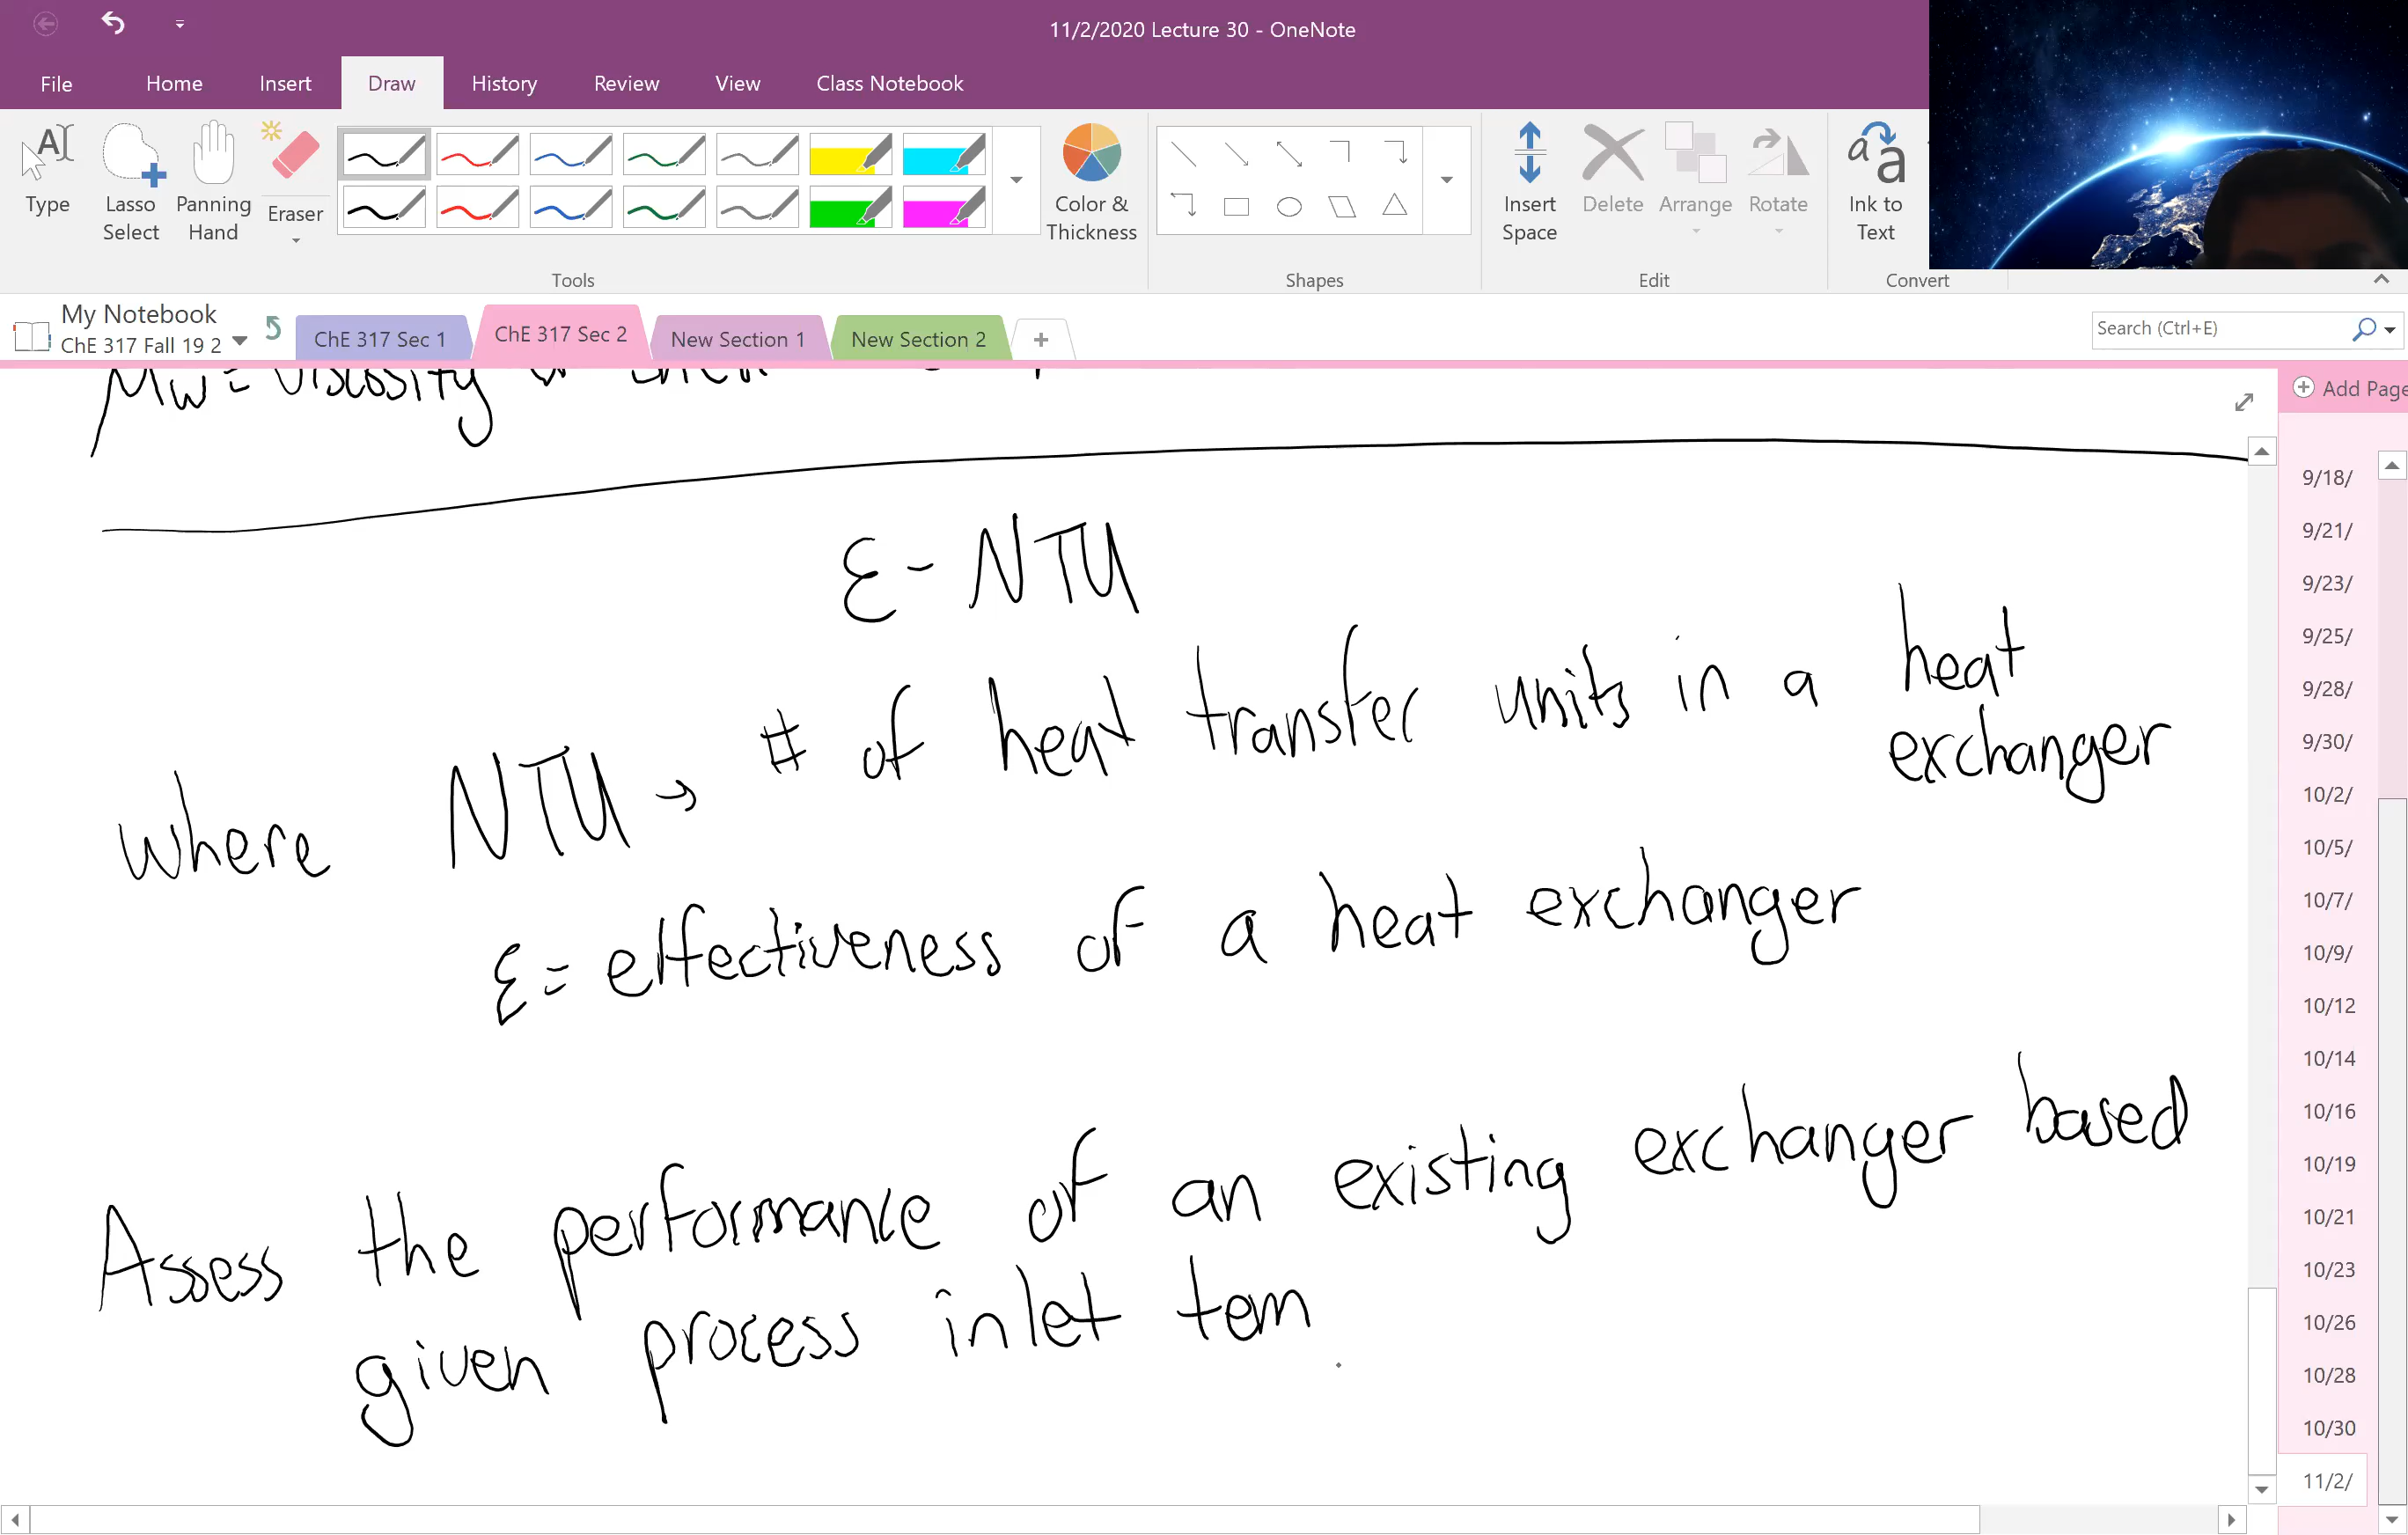 11/2/2020 Lecture 30 - OneNote
File Home Insert Draw History Review View Class Notebook
Type
Lasso Select
Panning Hand
Eraser
Color & Thickness
Insert Space
Delete
Arrange
Rotate
Ink to Text
Tools Shapes Edit Convert
My Notebook
ChE 317 Fall 19 2
ChE 317 Sec 1 ChE 317 Sec 2 New Section 1 New Section 2 +
Search (Ctrl+E)
Add Page
μw = viscosity
ε - NTU
where NTU → # of heat transfer units in a heat
exchanger
ε = effectiveness of a heat exchanger
Assess the performance of an existing exchanger based
given process inlet tem
9/18/
9/21/
9/23/
9/25/
9/28/
9/30/
10/2/
10/5/
10/7/
10/9/
10/12
10/14
10/16
10/19
10/21
10/23
10/26
10/28
10/30
11/2/